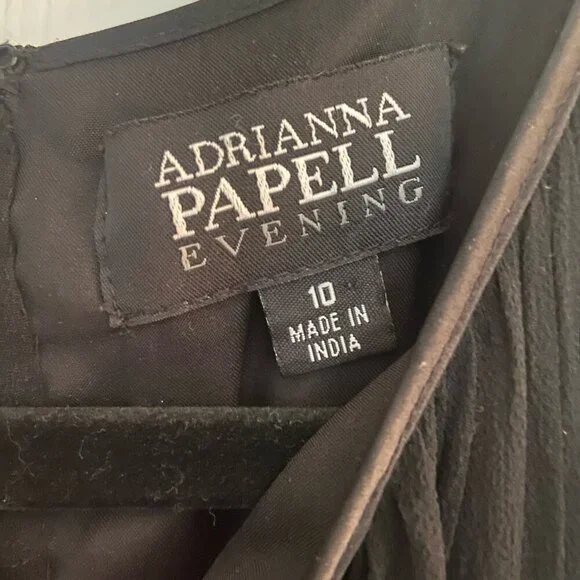 ADRIANNA
PAPELL
EVENING
10
MADE IN
INDIA